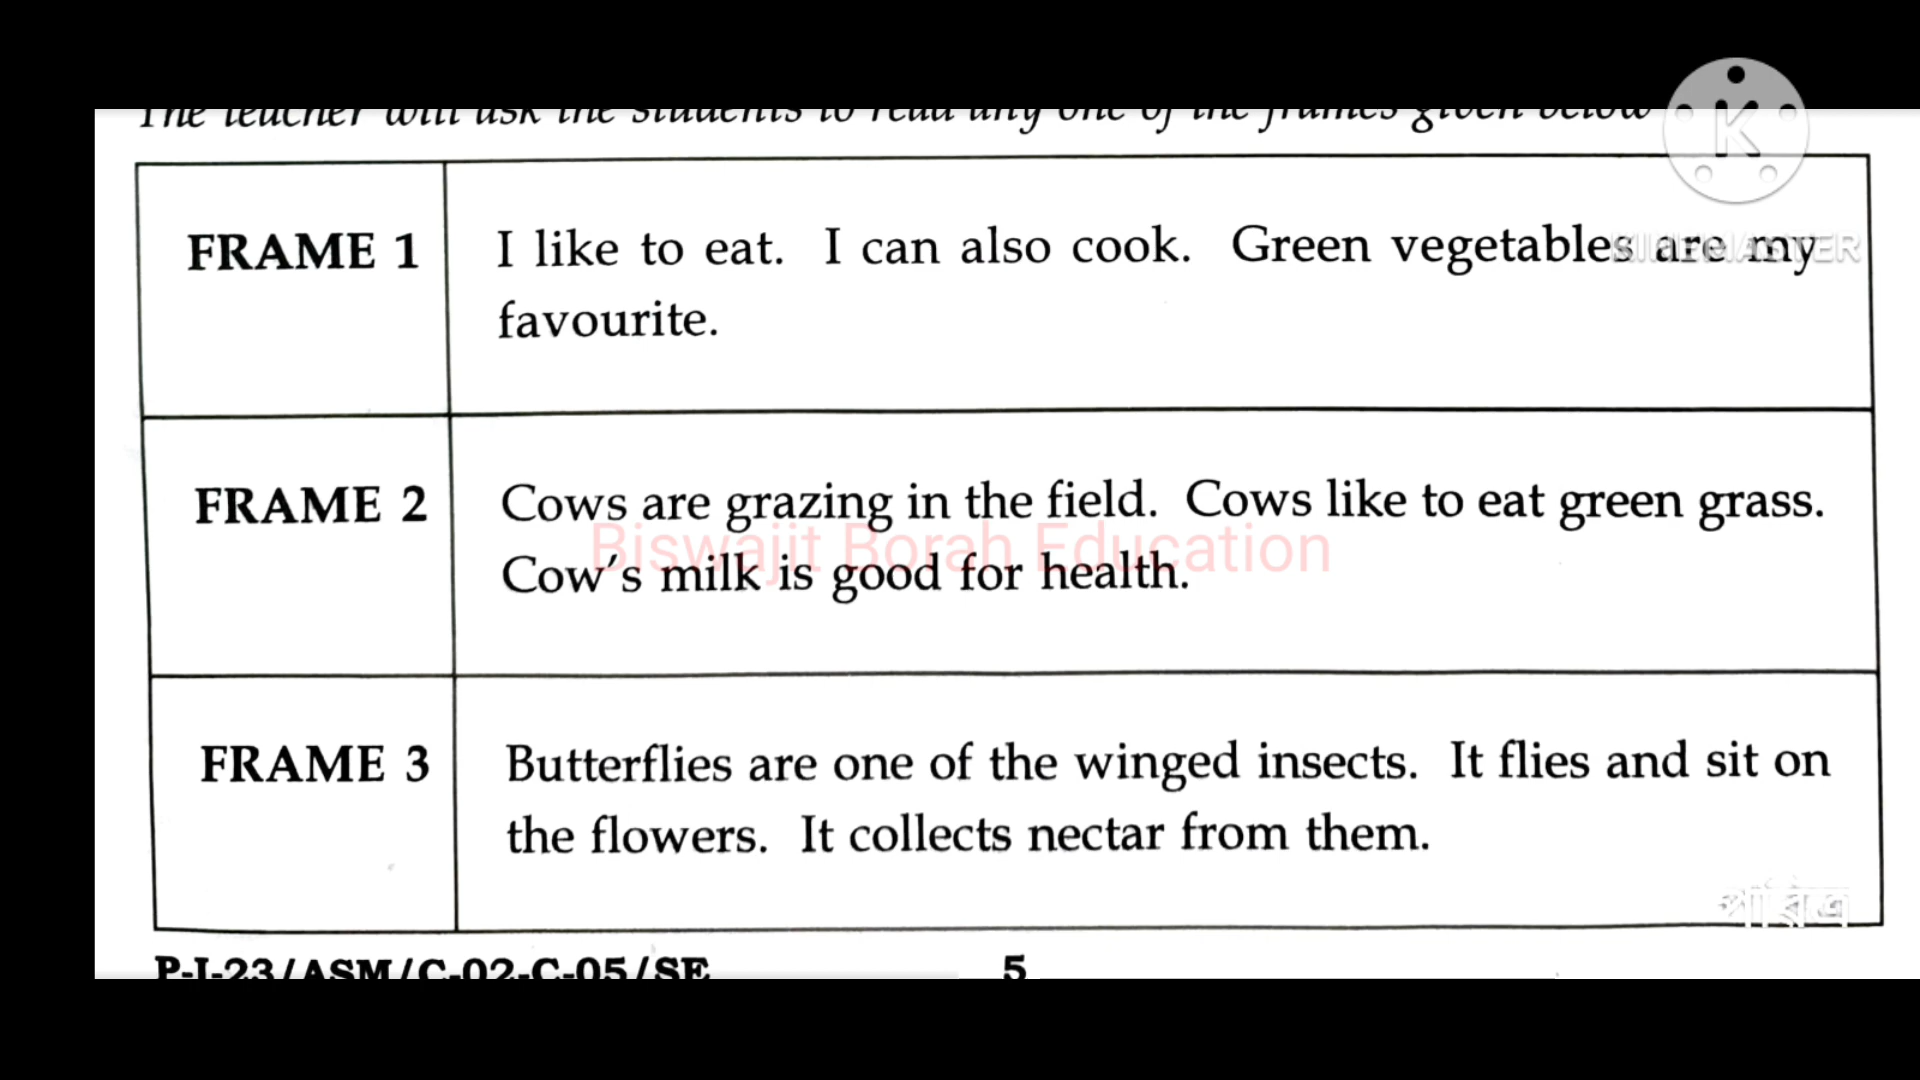 The teacher will ask the students to read any one of the frames given below
K
KINEMASTER
FRAME 1
I like to eat. I can also cook. Green vegetables are my
favourite.
FRAME 2
Cows are grazing in the field. Cows like to eat green grass.
Cow's milk is good for health.
Biswajit Borah Education
FRAME 3
Butterflies are one of the winged insects. It flies and sit on
the flowers. It collects nectar from them.
P-I-23/ASM/C-02-C-05/SE
5